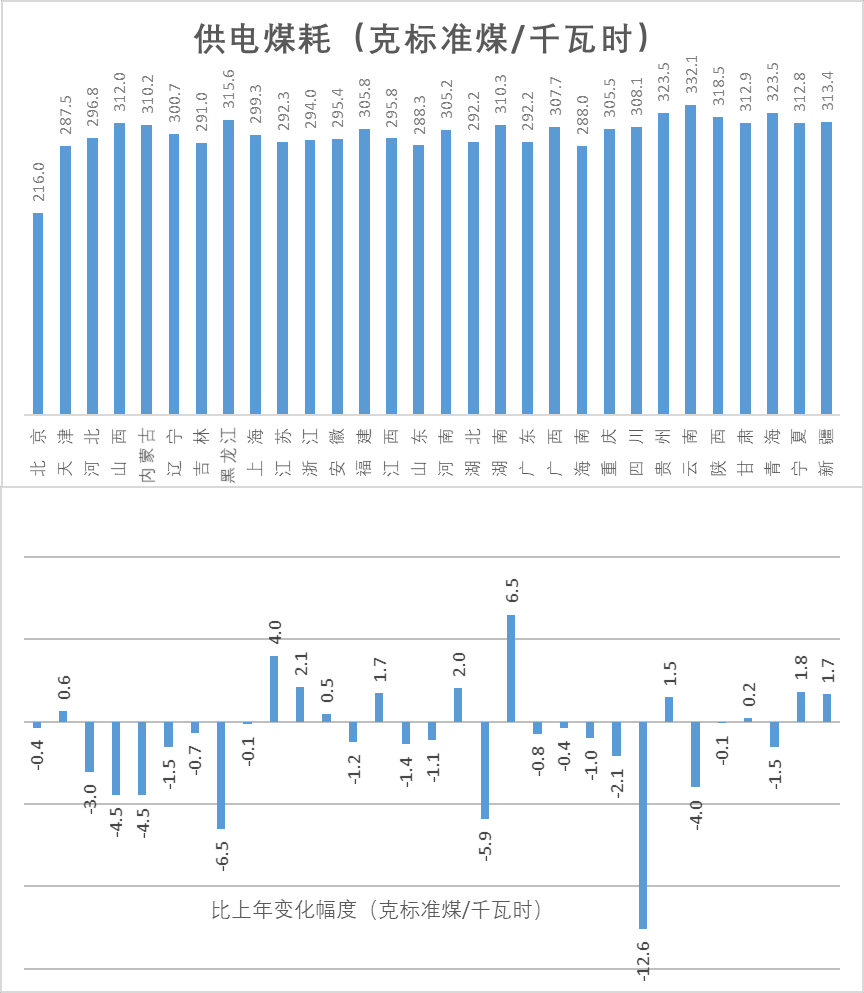 供电煤耗（克标准煤/千瓦时）
216.0
287.5
296.8
312.0
310.2
300.7
291.0
315.6
299.3
292.3
294.0
295.4
305.8
295.8
288.3
305.2
292.2
310.3
292.2
307.7
288.0
305.5
308.1
323.5
332.1
318.5
312.9
323.5
312.8
313.4
北京
天津
河北
山西
内蒙古
辽宁
吉林
黑龙江
上海
江苏
浙江
安徽
福建
江西
山东
河南
湖北
湖南
广东
广西
海南
重庆
四川
贵州
云南
陕西
甘肃
青海
宁夏
新疆
-0.4
0.6
-3.0
-4.5
-4.5
-1.5
-0.7
-6.5
-0.1
4.0
2.1
0.5
-1.2
1.7
-1.4
-1.1
2.0
-5.9
6.5
-0.8
-0.4
-1.0
-2.1
-12.6
1.5
-4.0
-0.1
0.2
-1.5
1.8
1.7
比上年变化幅度（克标准煤/千瓦时）